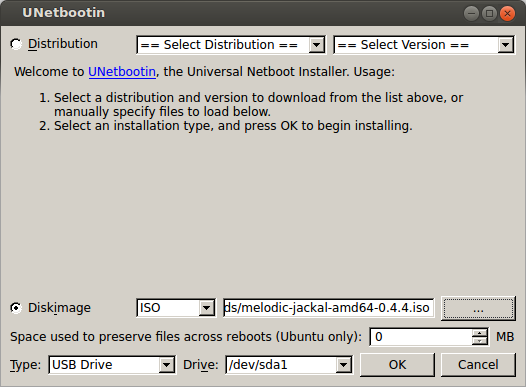 UNetbootin
Distribution == Select Distribution == == Select Version ==
Welcome to UNetbootin, the Universal Netboot Installer. Usage:
1. Select a distribution and version to download from the list above, or
manually specify files to load below.
2. Select an installation type, and press OK to begin installing.
Diskimage ISO ds/melodic-jackal-amd64-0.4.4.iso ...
Space used to preserve files across reboots (Ubuntu only): 0 MB
Type: USB Drive Drive: /dev/sda1 OK Cancel